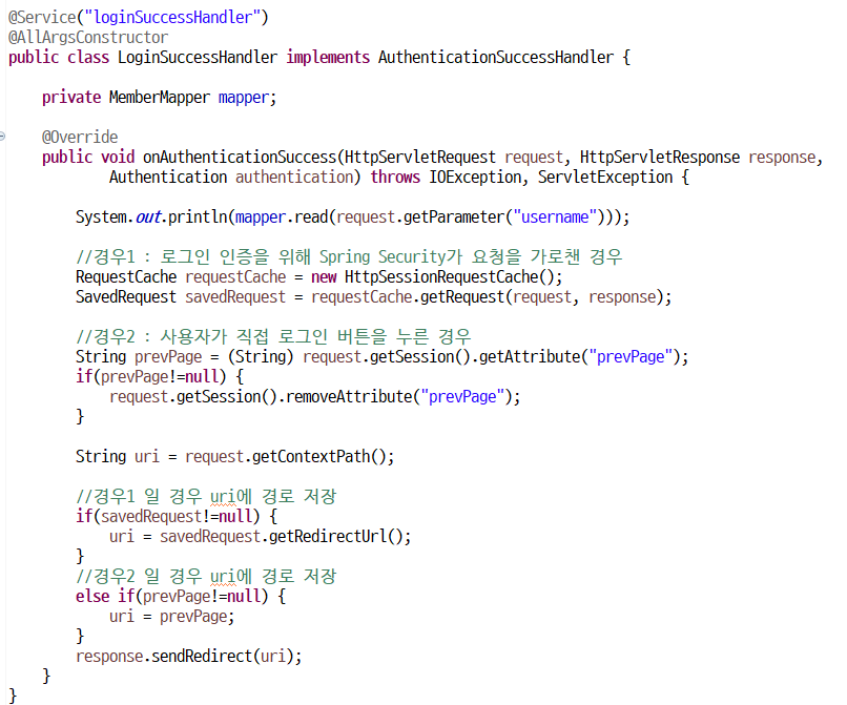 @Service("loginSuccessHandler")
@AllArgsConstructor
public class LoginSuccessHandler implements AuthenticationSuccessHandler {
private MemberMapper mapper;
@Override
public void onAuthenticationSuccess(HttpServletRequest request, HttpServletResponse response,
Authentication authentication) throws IOException, ServletException {
System.out.println(mapper.read(request.getParameter("username")));
//경우1 : 로그인 인증을 위해 Spring Security가 요청을 가로챈 경우
RequestCache requestCache = new HttpSessionRequestCache();
SavedRequest savedRequest = requestCache.getRequest(request, response);
//경우2 : 사용자가 직접 로그인 버튼을 누른 경우
String prevPage = (String) request.getSession().getAttribute("prevPage");
if(prevPage!=null) {
request.getSession().removeAttribute("prevPage");
}
String uri = request.getContextPath();
//경우1 일 경우 uri에 경로 저장
if(savedRequest!=null) {
uri = savedRequest.getRedirectUrl();
}
//경우2 일 경우 uri에 경로 저장
else if(prevPage!=null) {
uri = prevPage;
}
response.sendRedirect(uri);
}
}